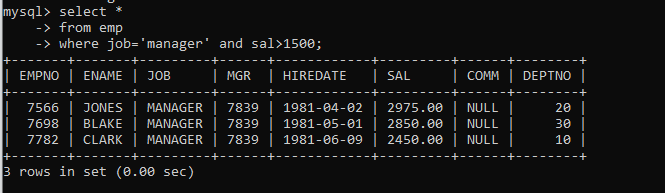 mysql> select *
    -> from emp
    -> where job='manager' and sal>1500;
+-------+-------+---------+------+------------+---------+------+--------+
| EMPNO | ENAME | JOB     | MGR  | HIREDATE   | SAL     | COMM | DEPTNO |
+-------+-------+---------+------+------------+---------+------+--------+
|  7566 | JONES | MANAGER | 7839 | 1981-04-02 | 2975.00 | NULL |     20 |
|  7698 | BLAKE | MANAGER | 7839 | 1981-05-01 | 2850.00 | NULL |     30 |
|  7782 | CLARK | MANAGER | 7839 | 1981-06-09 | 2450.00 | NULL |     10 |
+-------+-------+---------+------+------------+---------+------+--------+
3 rows in set (0.00 sec)